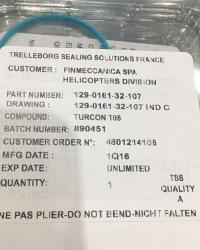 TRELLEBORG SEALING SOLUTIONS FRANCE
CUSTOMER : FINMECCANICA SPA
HELICOPTERS DIVISION
PART NUMBER: 129-0161-32-107
DRAWING : 129-0161-32-107 IND C
COMPOUND: TURCON T05
BATCH NUMBER: 890451
CUSTOMER ORDER N°: 4801214106
MFG DATE : 1Q16
EXP DATE: UNLIMITED
QUANTITY: 1
TSS
QUALITY
A
NE PAS PLIER-DO NOT BEND-NICHT FALTEN